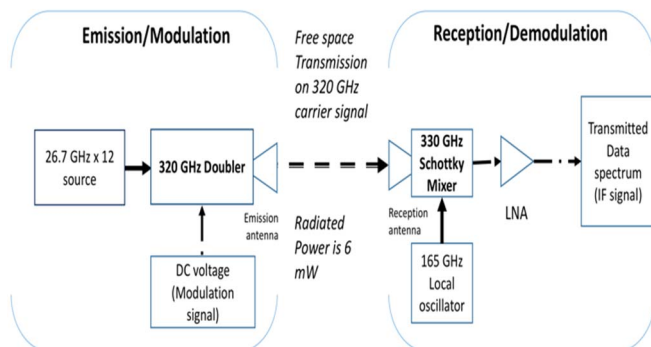 Emission/Modulation
Free space
Transmission
on 320 GHz
carrier signal
Reception/Demodulation
26.7 GHz x 12
source
320 GHz Doubler
330 GHz
Schottky
Mixer
Transmitted
Data
spectrum
(IF signal)
Emission
antenna
Radiated
Power is 6
mW
Reception
antenna
LNA
DC voltage
(Modulation
signal)
165 GHz
Local
oscillator